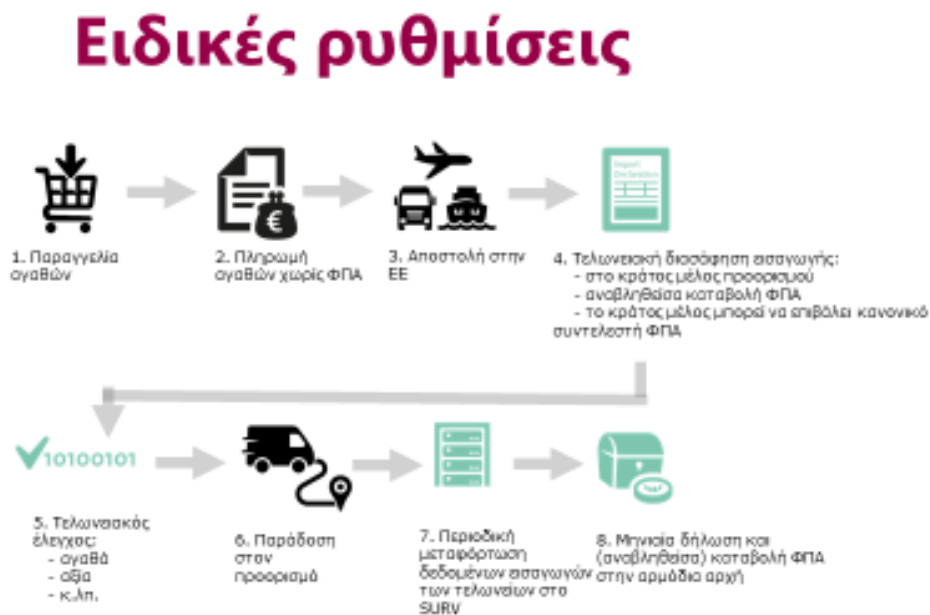 Ειδικές ρυθμίσεις
1. Παραγγελία
αγαθών
2. Πληρωμή
αγαθών χωρίς ΦΠΑ
3. Αποστολή στην
ΕΕ
Import
Declaration
4. Τελωνειακή διασάφηση εισαγωγής:
- στο κράτος μέλος προορισμού
- αναβληθείσα καταβολή ΦΠΑ
- το κράτος μέλος μπορεί να επιβάλει κανονικό
συντελεστή ΦΠΑ
10100101
5. Τελωνειακός
έλεγχος:
- αγαθά
- αξία
- κ.λπ.
6. Παράδοση
στον
προορισμό
7. Περιοδική
μεταφόρτωση
δεδομένων εισαγωγών
των τελωνείων στο
SURV
8. Μηνιαία δήλωση και
(αναβληθείσα) καταβολή ΦΠΑ
στην αρμόδια αρχή